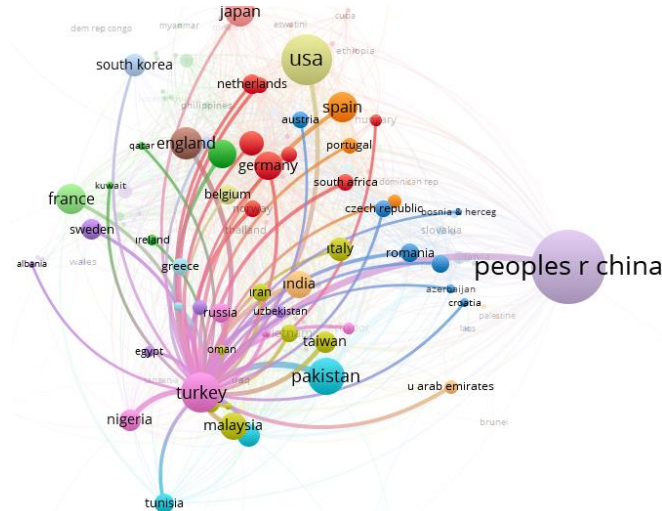 japan
cuba
dem rep congo
myanmar
eswatini
usa
ethiopia
south korea
netherlands
philippines
spain
austria
hungary
qatar
england
portugal
germany
kuwait
belgium
south africa
dominican rep
france
norway
czech republic
bosnia & herceg
sweden
thailand
slovakia
ireland
italy
romania
albania
wales
greece
peoples r china
iran
india
azerbaijan
russia
uzbekistan
croatia
palestine
vietnam
laos
egypt
oman
taiwan
tanzania
iraq
pakistan
turkey
u arab emirates
nigeria
malaysia
brunei
tunisia